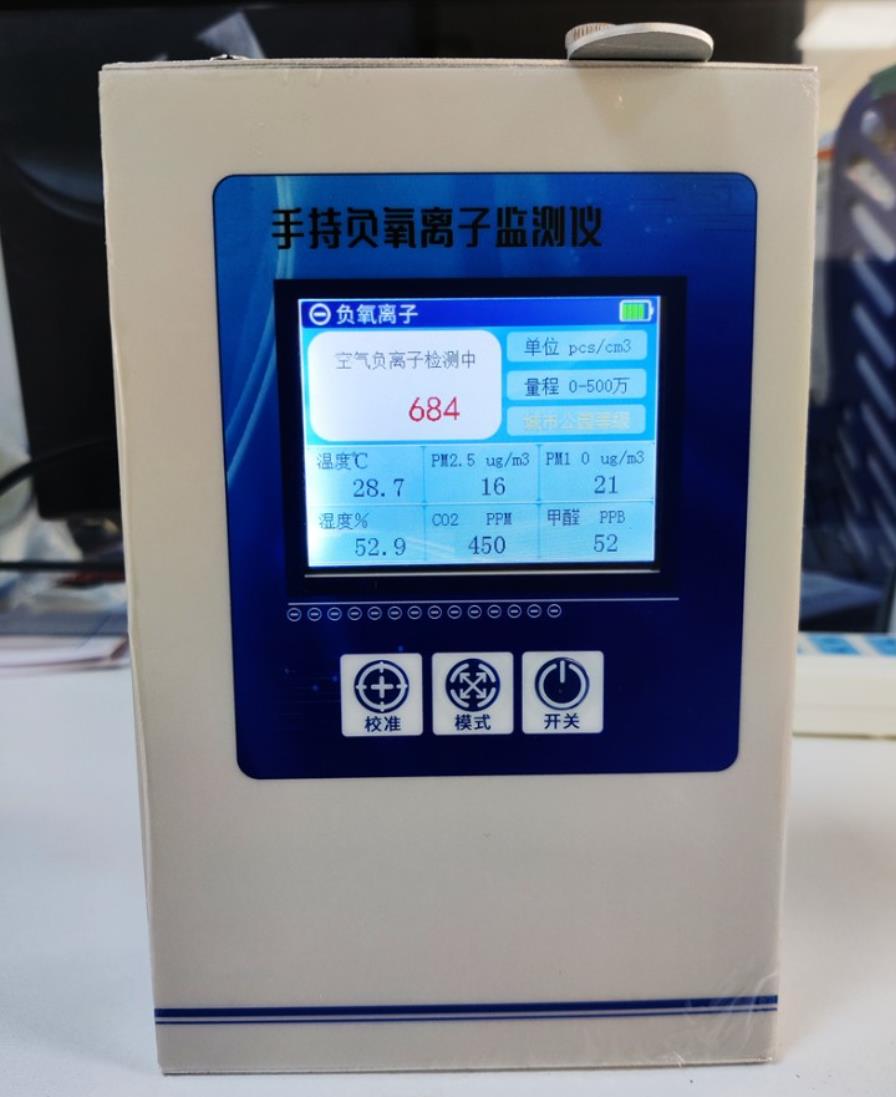 手持负氧离子监测仪
负氧离子
空气负离子检测中
684
单位 pcs/cm3
量程 0-500万
城市公园等级
温度℃
28.7
PM2.5 ug/m3
16
PM1 0 ug/m3
21
湿度%
52.9
CO2 PPM
450
甲醛 PPB
52
校准
模式
开关